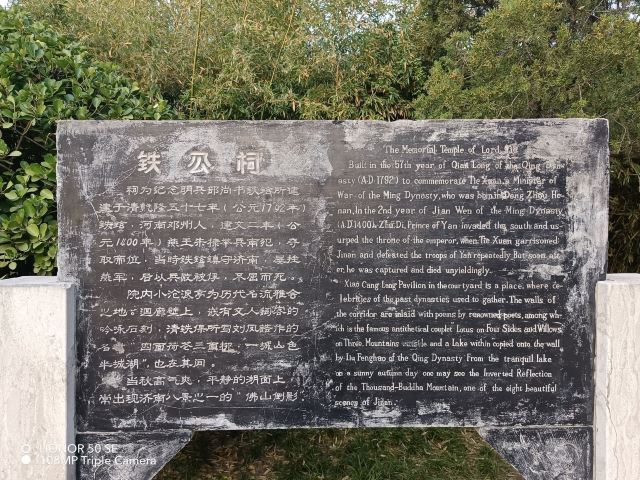 铁公祠
祠为纪念明兵部尚书铁铉所建
建于清乾隆五十七年（公元1792年）
铁铉，河南邓州人，建文二年（公
元1400年）燕王朱棣举兵南犯，夺
取帝位，当时铁铉镇守济南，屡挫
燕军，后以兵败被俘，不屈而死。
院内小沧浪亭为历代名流雅合
之地，迴廊壁上，嵌有文人词客的
吟咏石刻，清铁保所写刘凤诰作的
名 四面荷花三面柳，一城山色
半城湖"，也在其间。
当秋高气爽，平静的湖面上
常出现济南八景之一的"佛山倒影
The Memorial Temple of Lord
Built in the 57th year of Qian Long of the Qing Dyn-
asty (A·D·1792) to commemorate Tie Xuan, a Minister of
War of the Ming Dynasty, who was born in Deng Zhou, He-
nan, In the 2nd year of Jian Wen of the Ming Dynasty
(A·D·1400), Zhu Di, Prince of Yan invaded the south and us-
urped the throne of the emperor, when Tie Xuan garrisoned
Jinan and defeated the troops of Yan repeatedly But soon aft-
er, he was captured and died unyieldingly.
Xiao Cang Lang Pavilion in the courtyard is a place, where ce-
lebrities of the past dynasties used to gather. The walls of
the corridor are inlaid with poems by renowned poets, among wh-
ich is the famous antithetical couplet Lotus on Four Sides and Willows
on Three, Mountains outside and a Lake within copied onto the wall
by Liu Fenghao of the Qing Dynasty From the tranquil lake
on a sunny autumn day one may see the Inverted Reflection
of the Thousand-Buddha Mountain, one of the eight beautiful
scenes of Jinan.
HONOR 50 SE
108MP Triple Camera